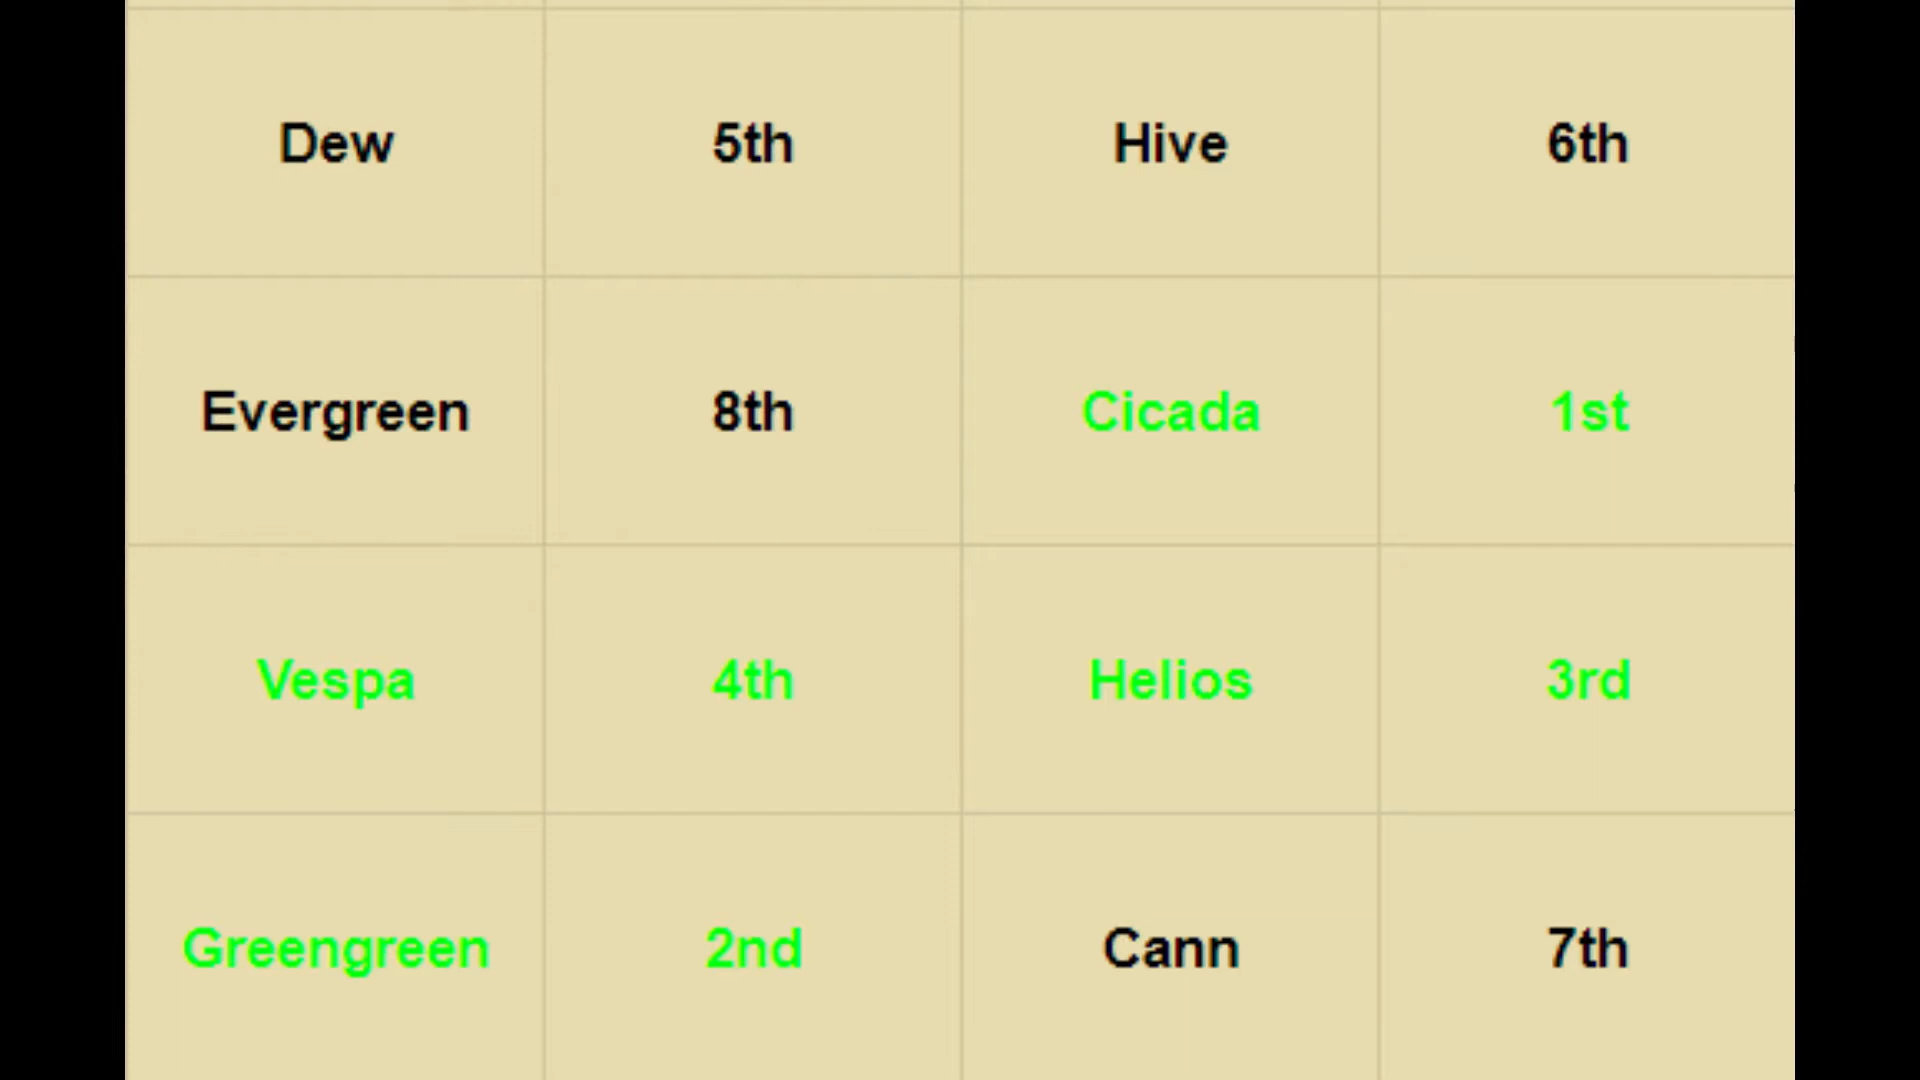 Dew 5th Hive 6th
Evergreen 8th Cicada 1st
Vespa 4th Helios 3rd
Greengreen 2nd Cann 7th